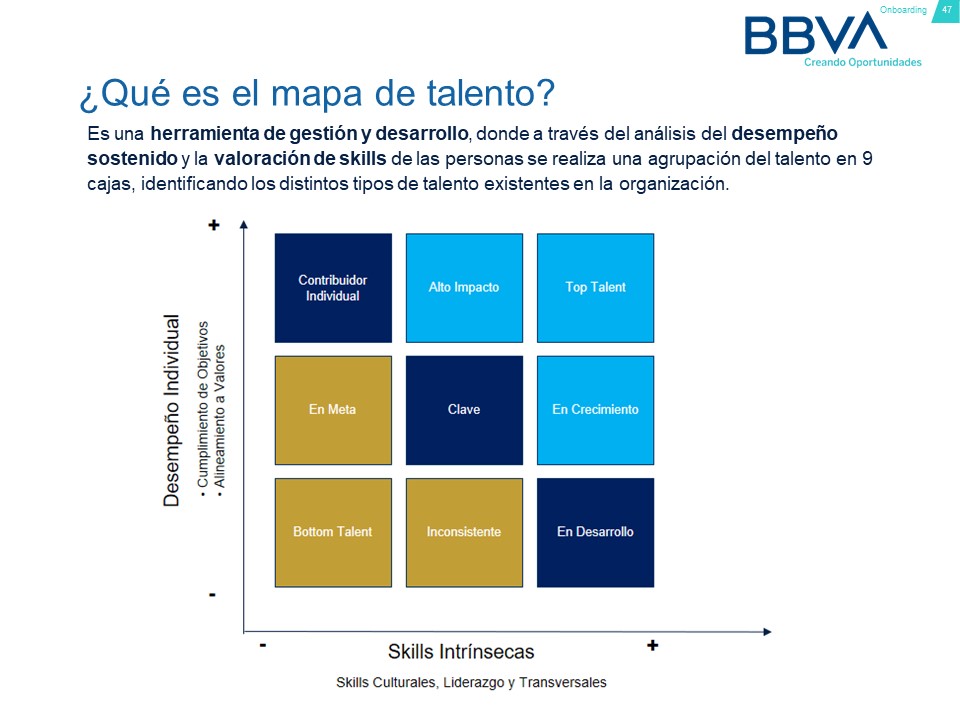 Onboarding 47
BBVA
Creando Oportunidades
¿Qué es el mapa de talento?
Es una herramienta de gestión y desarrollo, donde a través del análisis del desempeño
sostenido y la valoración de skills de las personas se realiza una agrupación del talento en 9
cajas, identificando los distintos tipos de talento existentes en la organización.
+
Desempeño Individual
• Cumplimiento de Objetivos
• Alineamiento a Valores
-
Contribuidor
Individual
Alto Impacto
Top Talent
En Meta
Clave
En Crecimiento
Bottom Talent
Inconsistente
En Desarrollo
-
Skills Intrínsecas
+
Skills Culturales, Liderazgo y Transversales